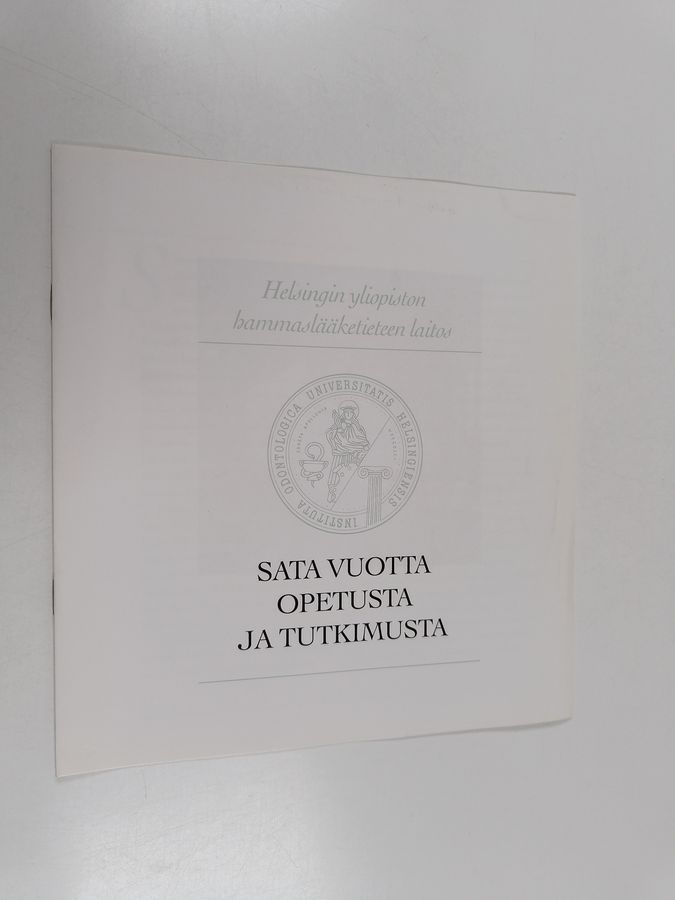 Helsingin yliopiston
hammaslääketieteen laitos
INSTITUTA ODONTOLOGICA UNIVERSITATIS HELSINGIENSIS
SATA VUOTTA
OPETUSTA
JA TUTKIMUSTA